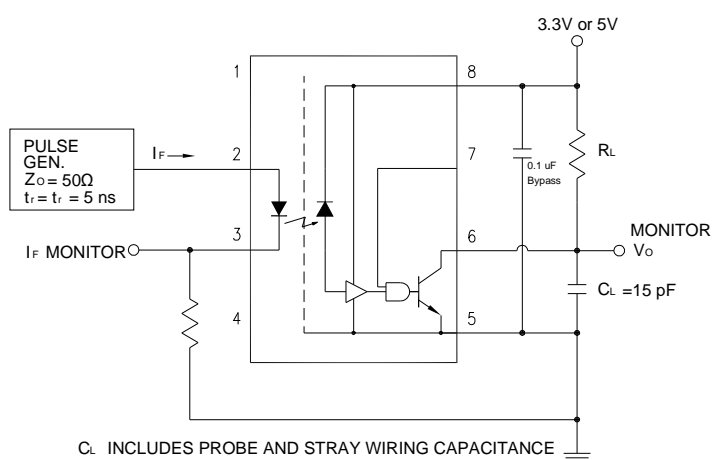 3.3V or 5V
1
8
PULSE
GEN.
Zo = 50Ω
tr = tr = 5 ns
IF
2
7
0.1 uF
Bypass
RL
3
6
MONITOR
Vo
IF MONITOR
CL =15 pF
4
5
CL INCLUDES PROBE AND STRAY WIRING CAPACITANCE